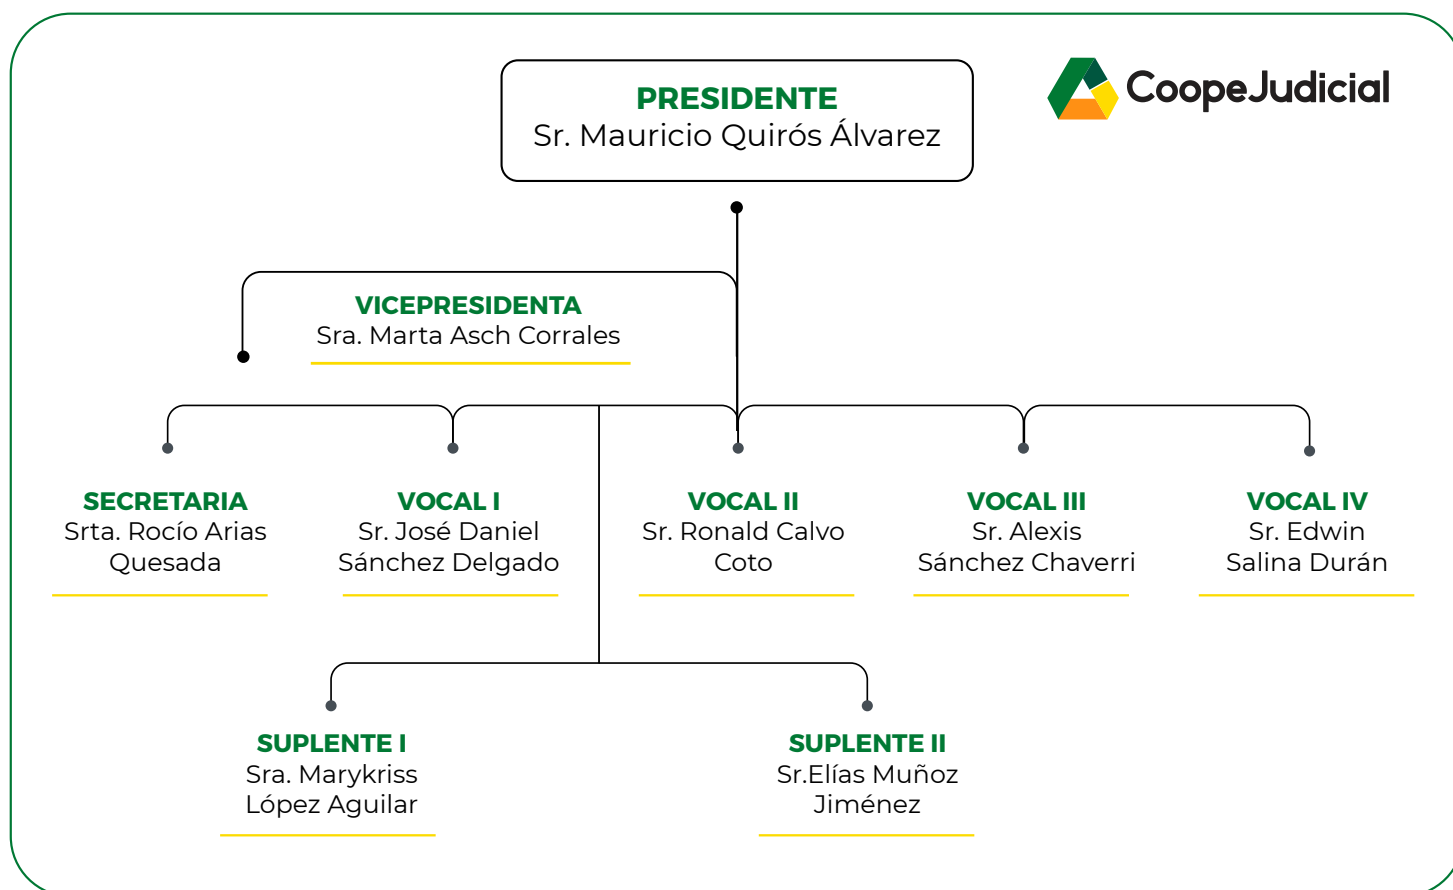 PRESIDENTE
Sr. Mauricio Quirós Álvarez
CoopeJudicial
VICEPRESIDENTA
Sra. Marta Asch Corrales
SECRETARIA
Srta. Rocío Arias
Quesada
VOCAL I
Sr. José Daniel
Sánchez Delgado
VOCAL II
Sr. Ronald Calvo
Coto
VOCAL III
Sr. Alexis
Sánchez Chaverri
VOCAL IV
Sr. Edwin
Salina Durán
SUPLENTE I
Sra. Marykriss
López Aguilar
SUPLENTE II
Sr.Elías Muñoz
Jiménez